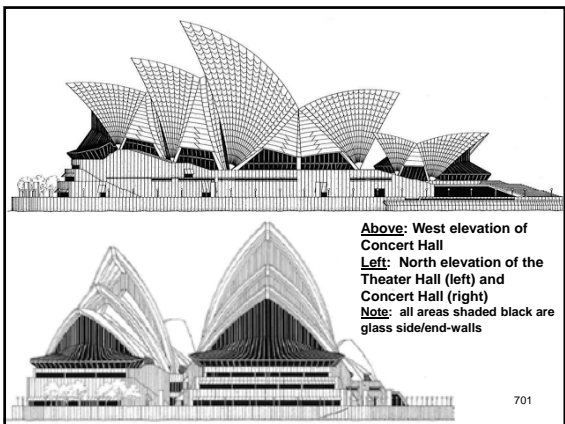 Above: West elevation of
Concert Hall
Left: North elevation of the
Theater Hall (left) and
Concert Hall (right)
Note: all areas shaded black are
glass side/end-walls
701